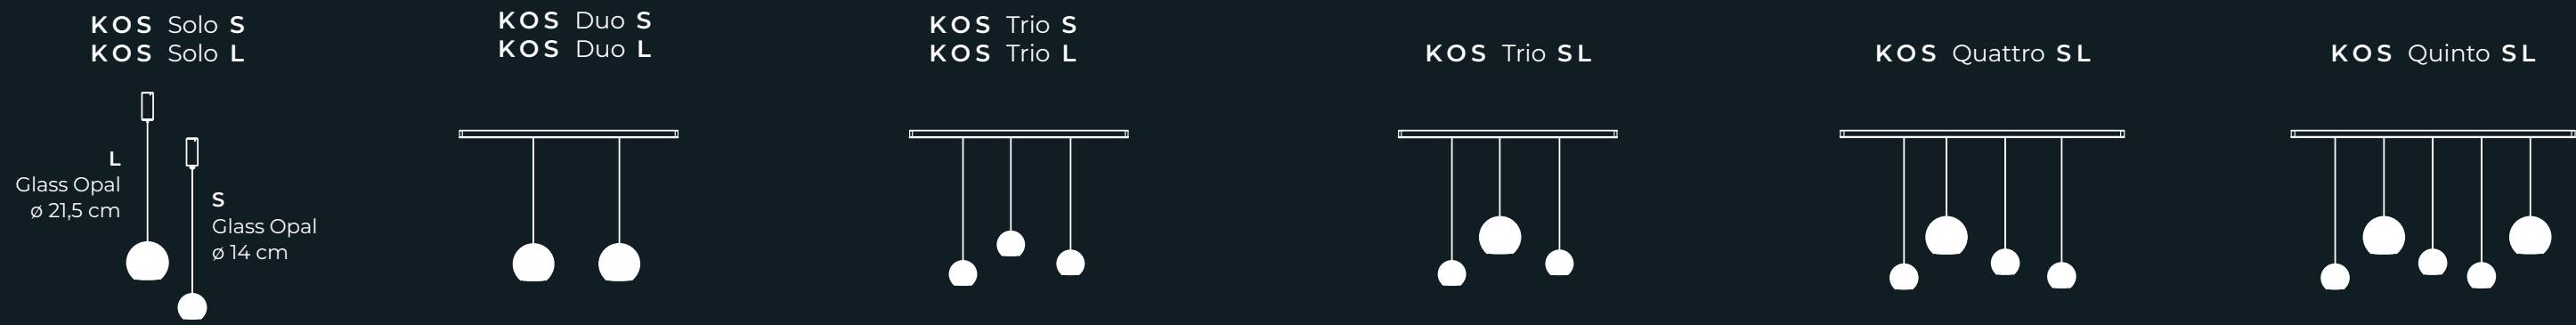 KOS Solo S
KOS Solo L
L
Glass Opal
ø 21,5 cm
S
Glass Opal
ø 14 cm
KOS Duo S
KOS Duo L
KOS Trio S
KOS Trio L
KOS Trio SL
KOS Quattro SL
KOS Quinto SL